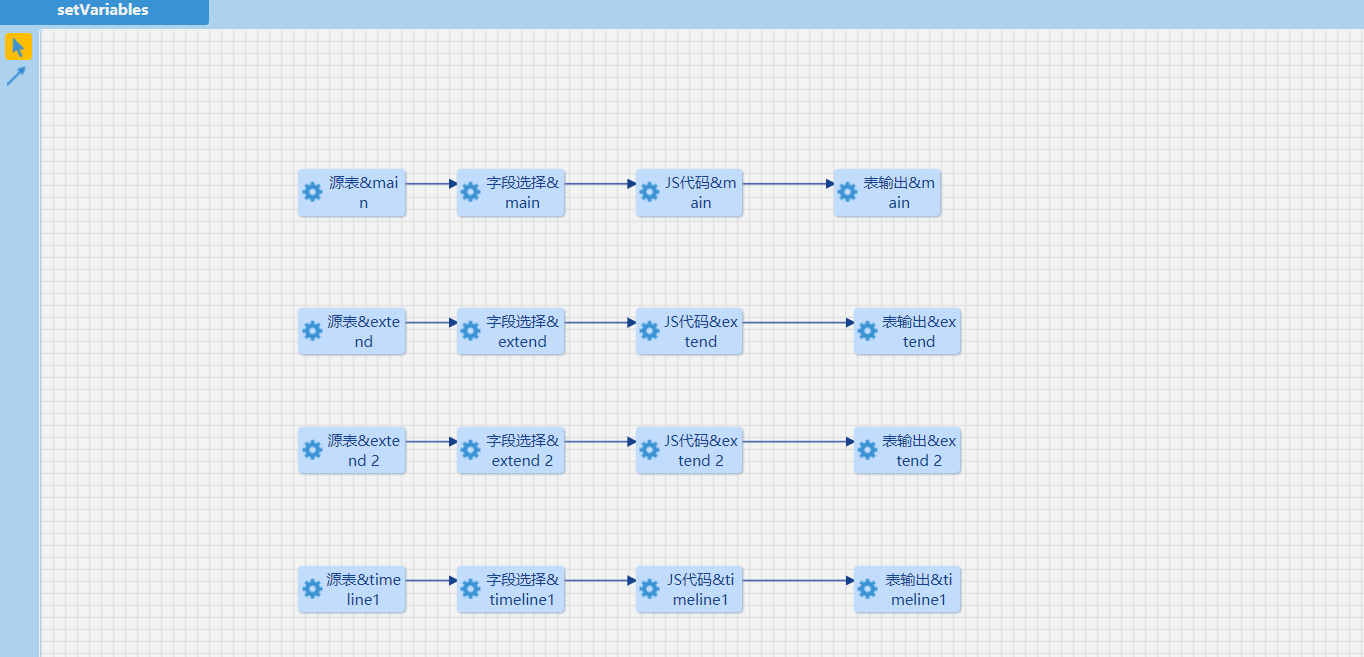 setVariables
源表&mai
n
字段选择&
main
JS代码&m
ain
表输出&m
ain
源表&exte
nd
字段选择&
extend
JS代码&ex
tend
表输出&ex
tend
源表&exte
nd 2
字段选择&
extend 2
JS代码&ex
tend 2
表输出&ex
tend 2
源表&time
line1
字段选择&
timeline1
JS代码&ti
meline1
表输出&ti
meline1